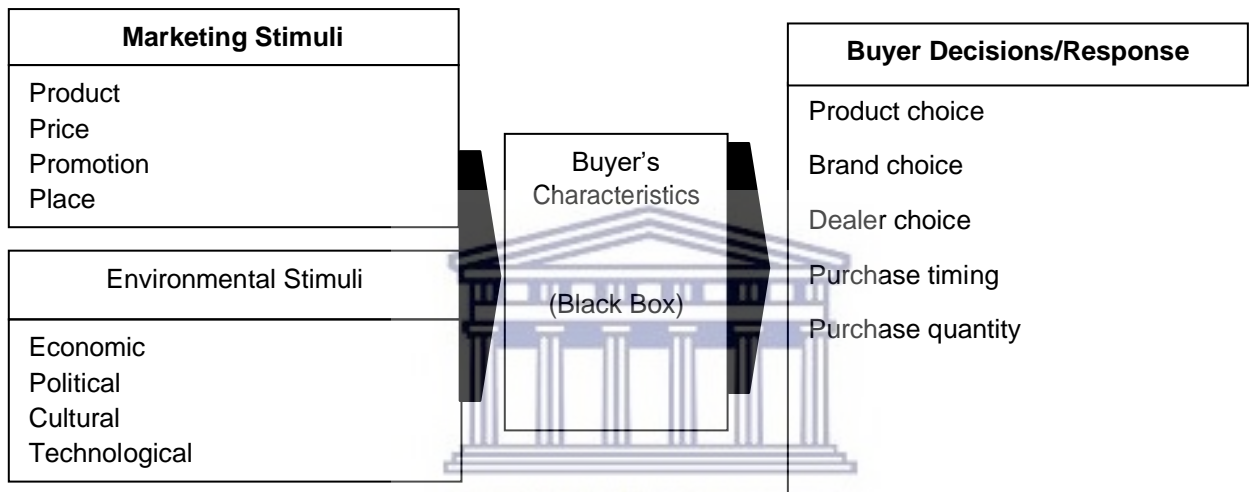 Marketing Stimuli
Product
Price
Promotion
Place
Environmental Stimuli
Economic
Political
Cultural
Technological
Buyer’s
Characteristics
(Black Box)
Buyer Decisions/Response
Product choice
Brand choice
Dealer choice
Purchase timing
Purchase quantity